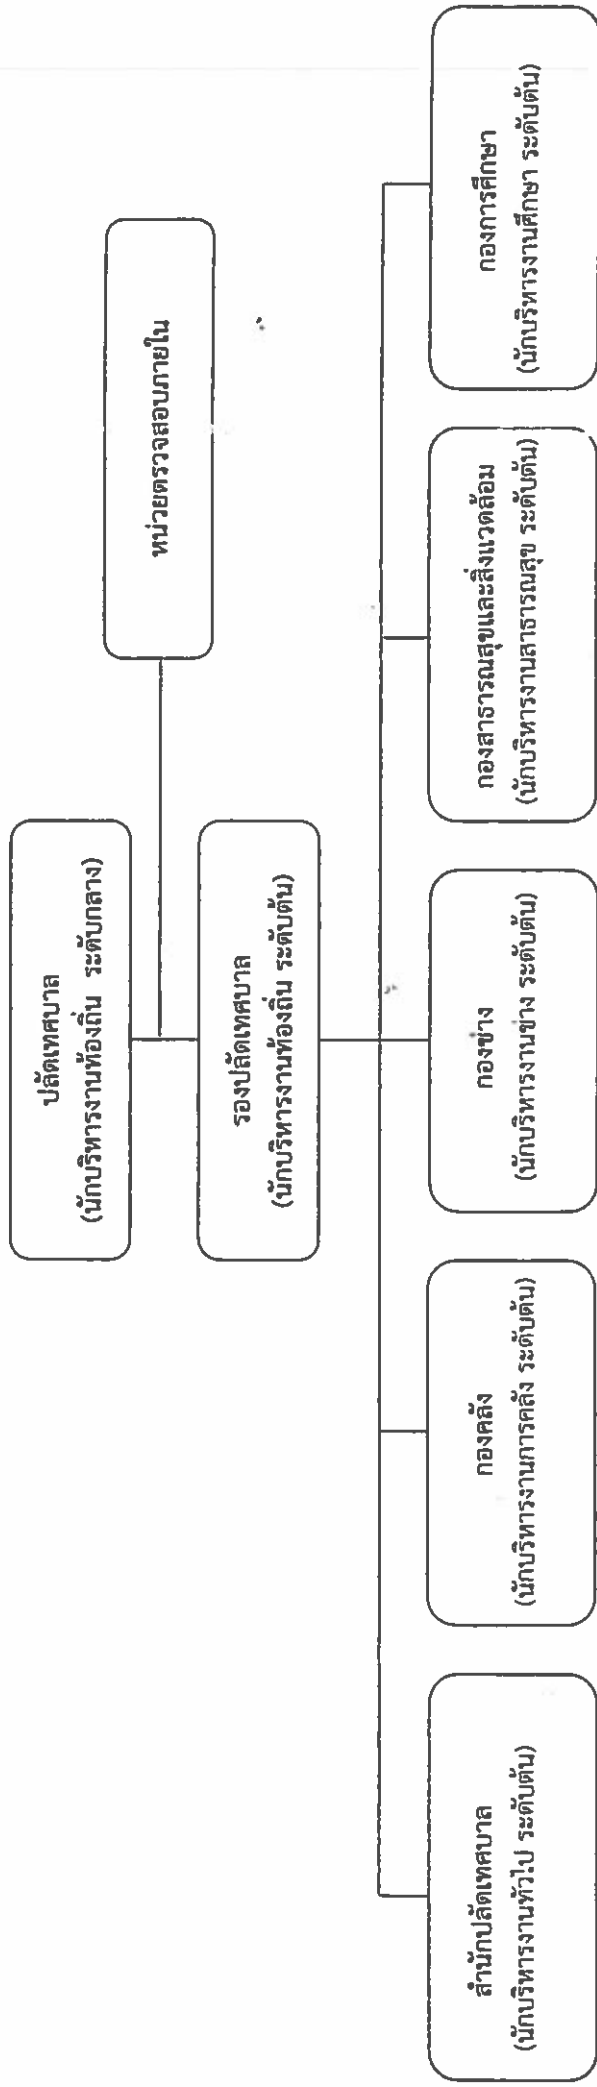 ปลัดเทศบาล
(นักบริหารงานท้องถิ่น ระดับกลาง)
หน่วยตรวจสอบภายใน
รองปลัดเทศบาล
(นักบริหารงานท้องถิ่น ระดับต้น)
สำนักปลัดเทศบาล
(นักบริหารงานทั่วไป ระดับต้น)
กองคลัง
(นักบริหารงานการคลัง ระดับต้น)
กองช่าง
(นักบริหารงานช่าง ระดับต้น)
กองสาธารณสุขและสิ่งแวดล้อม
(นักบริหารงานสาธารณสุข ระดับต้น)
กองการศึกษา
(นักบริหารงานศึกษา ระดับต้น)